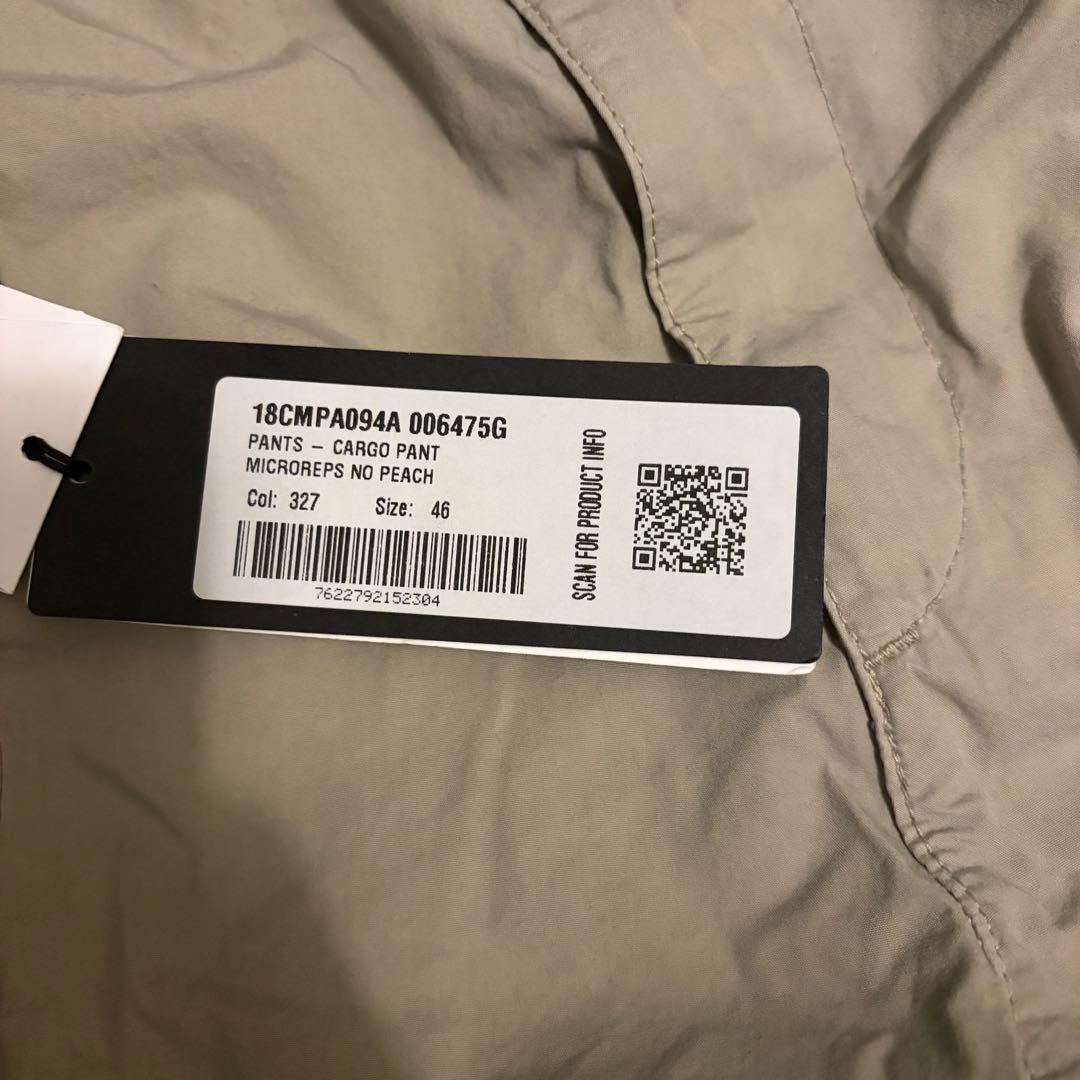 18CMPA094A 006475G
PANTS – CARGO PANT
MICROREPS NO PEACH
Col: 327 Size: 46
7622792152304
SCAN FOR PRODUCT INFO